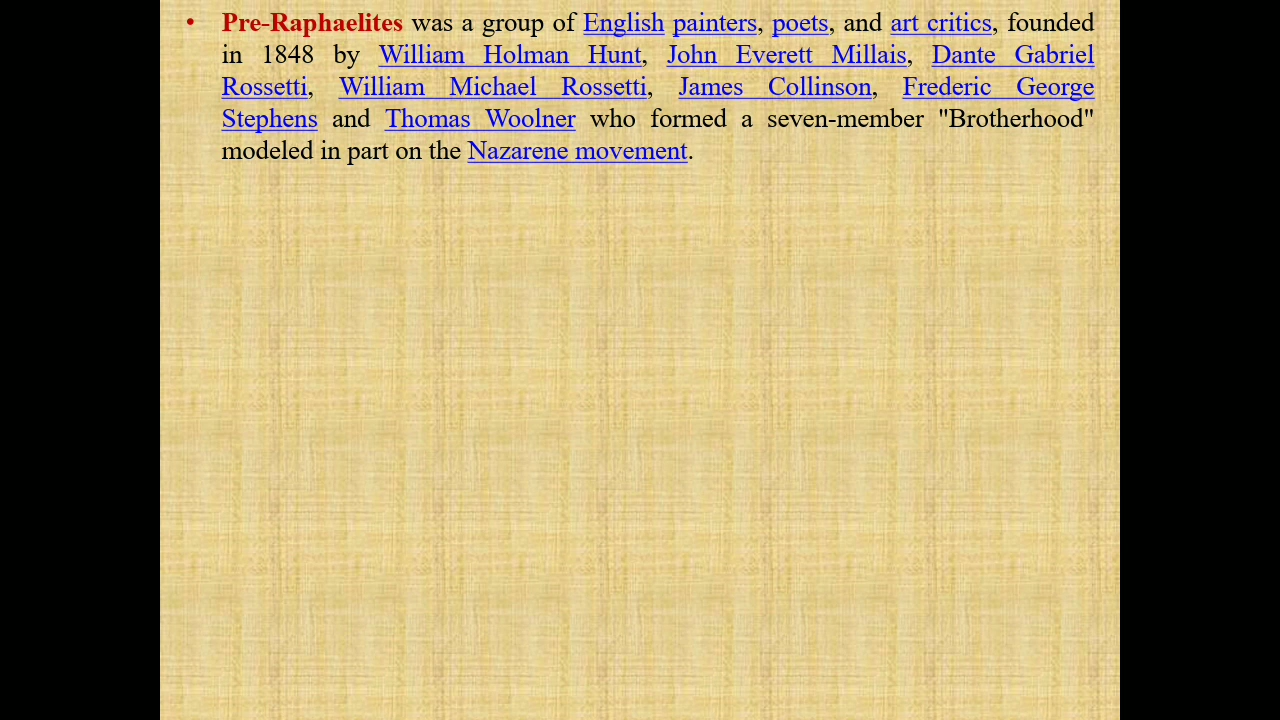 • Pre-Raphaelites was a group of English painters, poets, and art critics, founded
in 1848 by William Holman Hunt, John Everett Millais, Dante Gabriel
Rossetti, William Michael Rossetti, James Collinson, Frederic George
Stephens and Thomas Woolner who formed a seven-member "Brotherhood"
modeled in part on the Nazarene movement.